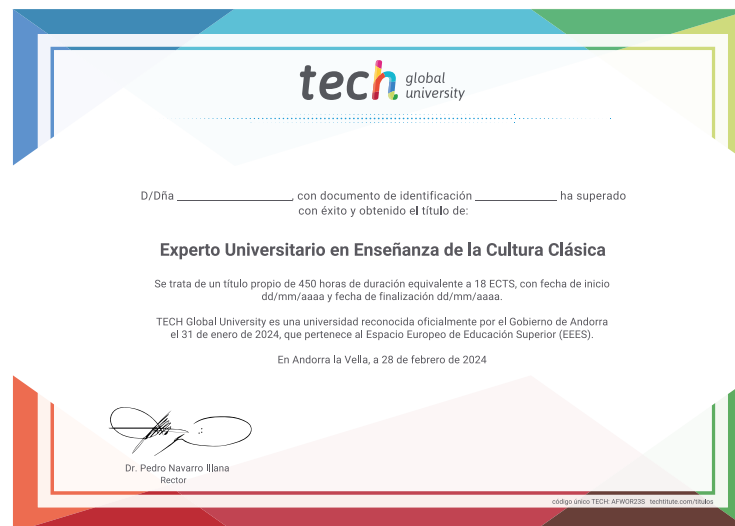 tech global university
D/Dña ______________, con documento de identificación __________ ha superado
con éxito y obtenido el título de:
Experto Universitario en Enseñanza de la Cultura Clásica
Se trata de un título propio de 450 horas de duración equivalente a 18 ECTS, con fecha de inicio
dd/mm/aaaa y fecha de finalización dd/mm/aaaa.
TECH Global University es una universidad reconocida oficialmente por el Gobierno de Andorra
el 31 de enero de 2024, que pertenece al Espacio Europeo de Educación Superior (EEES).
En Andorra la Vella, a 28 de febrero de 2024
Dr. Pedro Navarro Illana
Rector
código único TECH: AFWOR23S techtitute.com/titulos